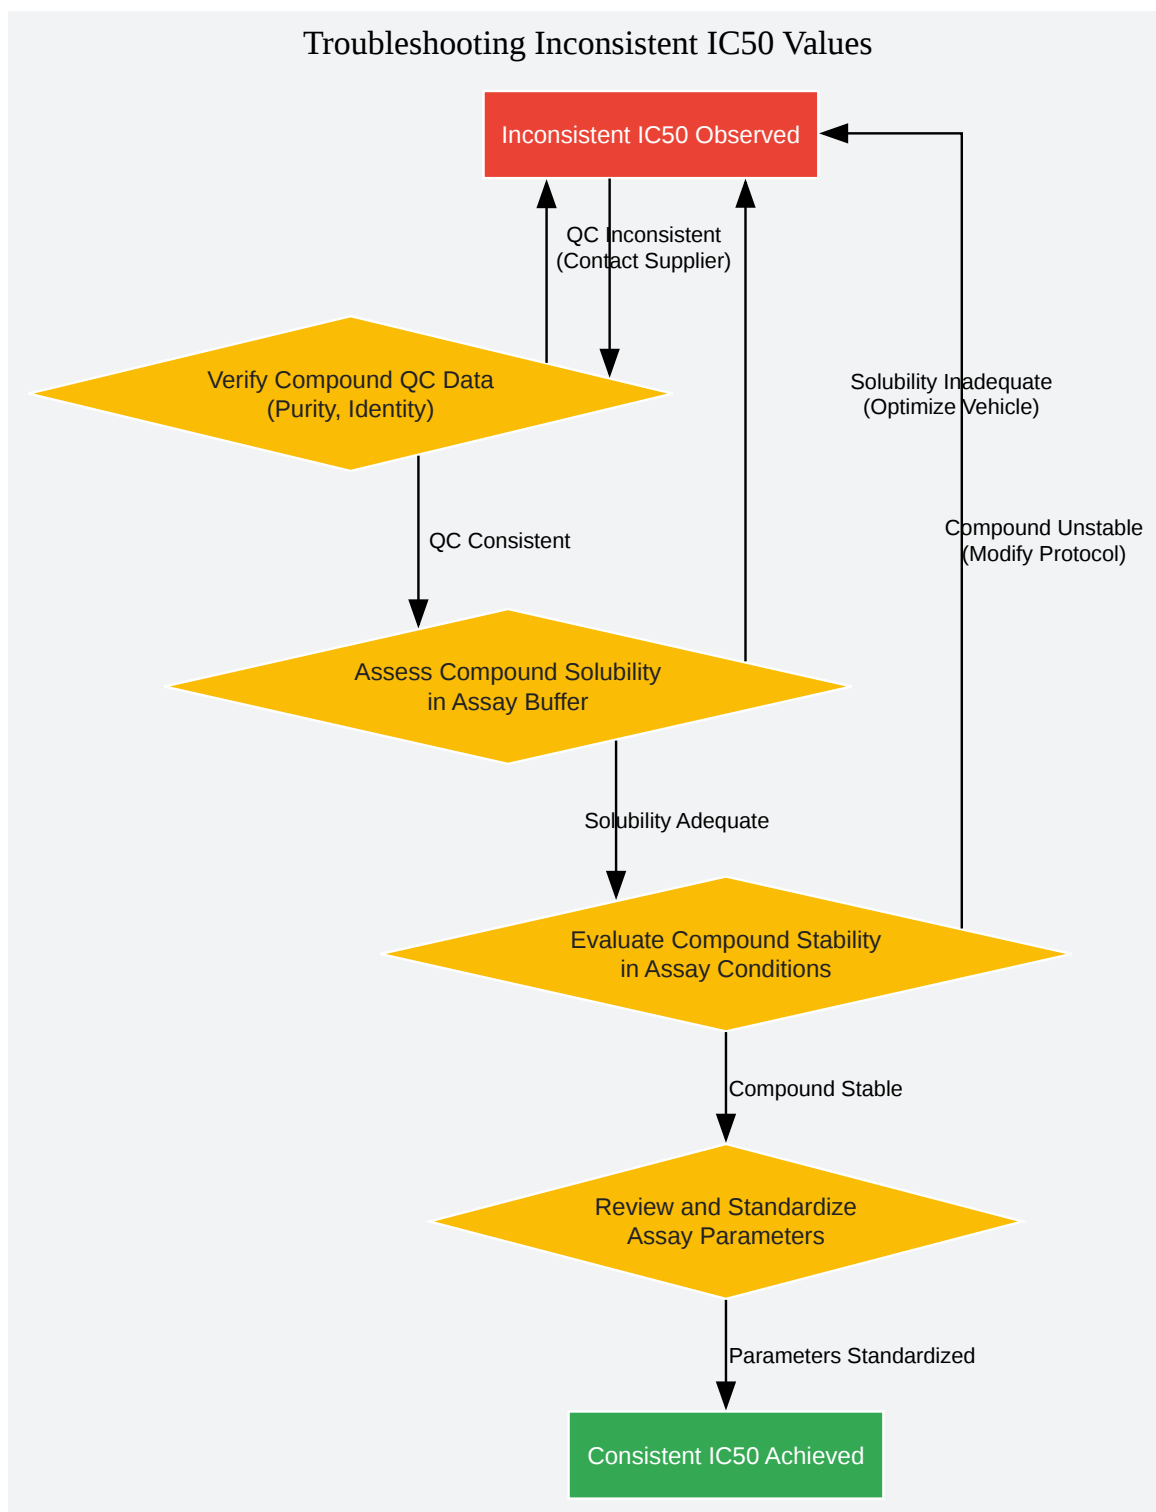 Troubleshooting Inconsistent IC50 Values
Inconsistent IC50 Observed
QC Inconsistent
(Contact Supplier)
Verify Compound QC Data
(Purity, Identity)
Solubility Inadequate
(Optimize Vehicle)
QC Consistent
Compound Unstable
(Modify Protocol)
Assess Compound Solubility
in Assay Buffer
Solubility Adequate
Evaluate Compound Stability
in Assay Conditions
Compound Stable
Review and Standardize
Assay Parameters
Parameters Standardized
Consistent IC50 Achieved